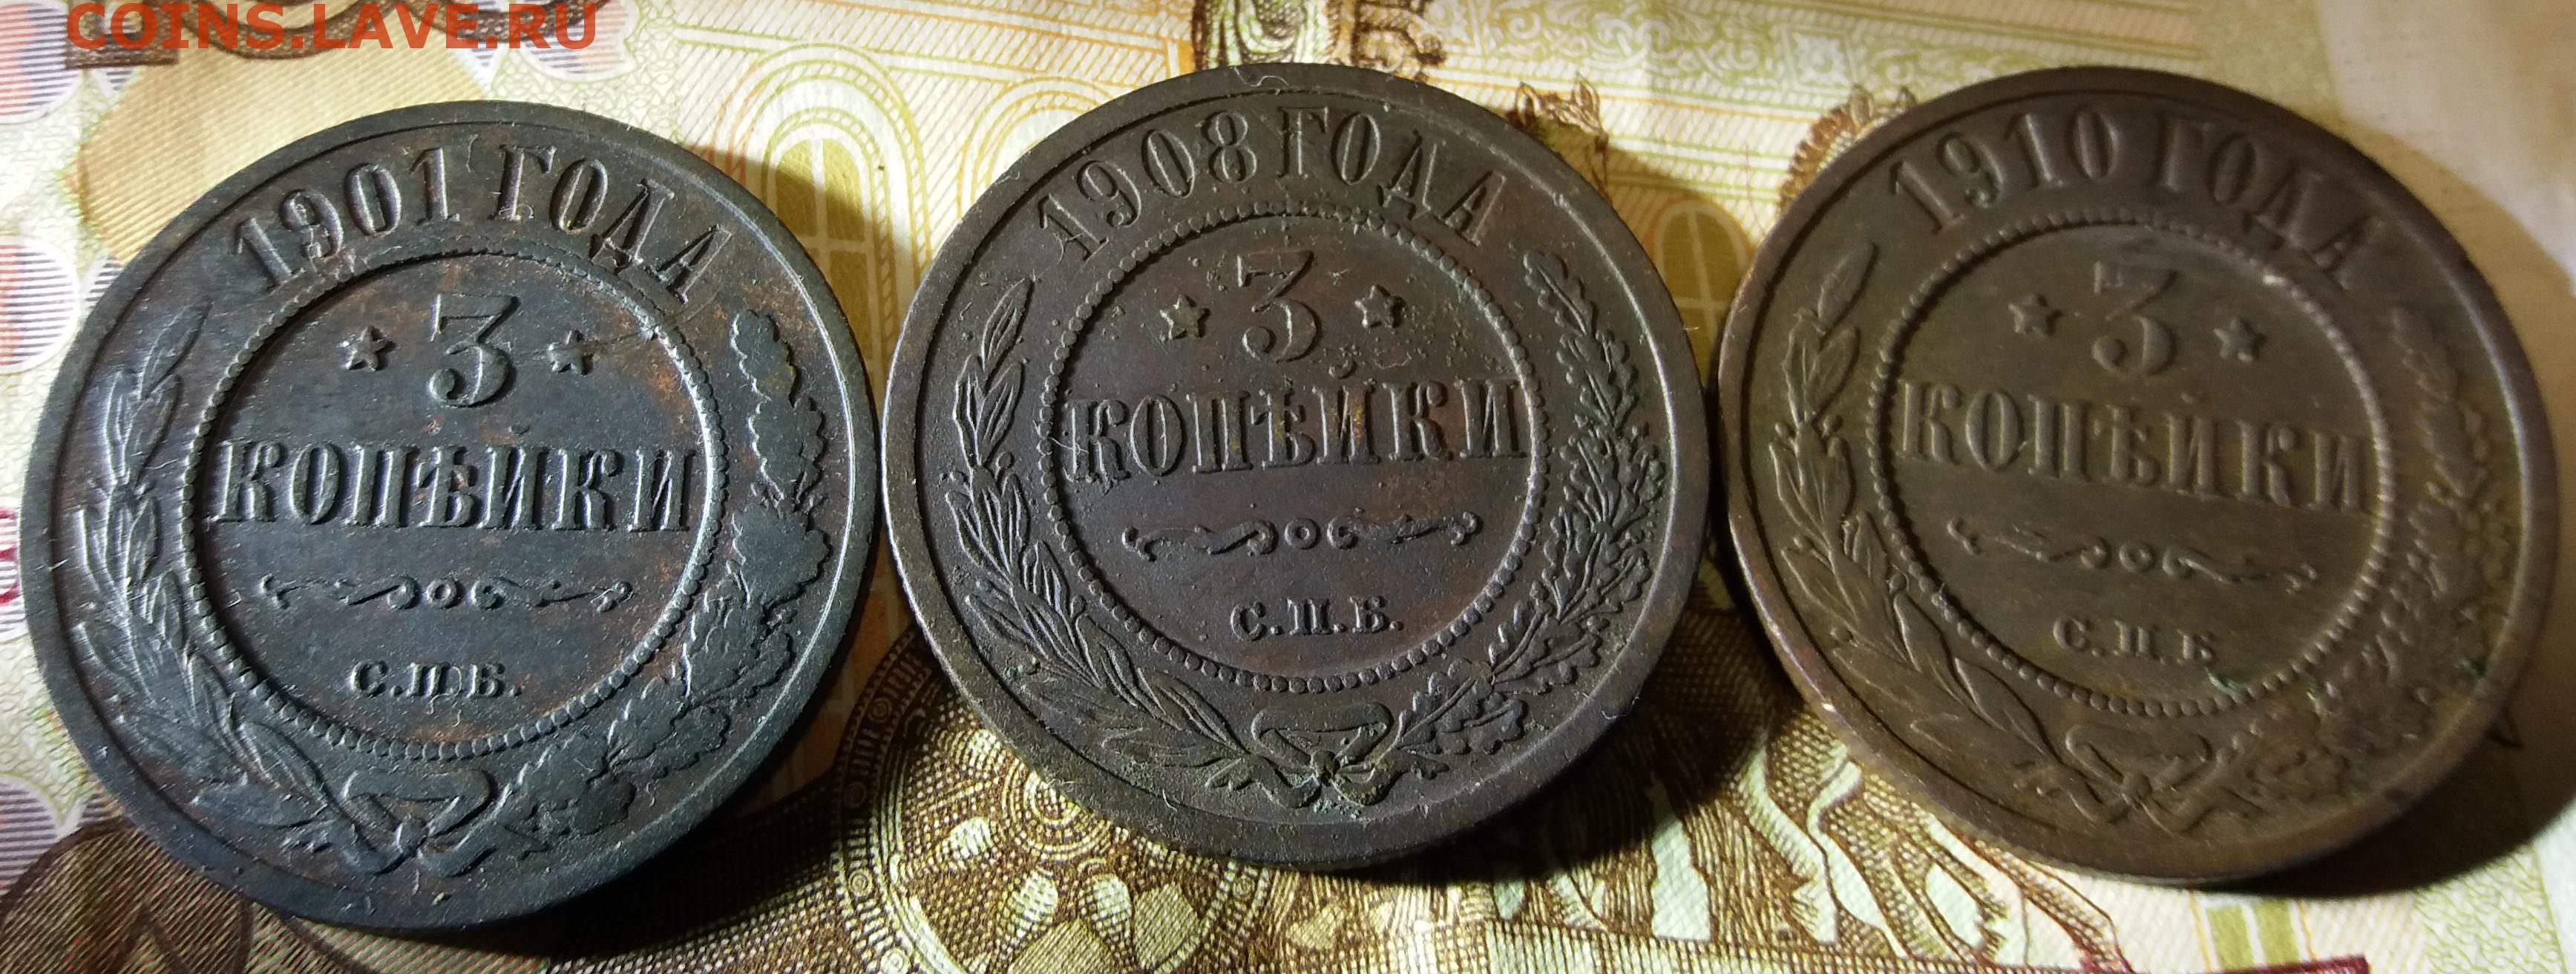 COINS.LAVE.RU
1901 ГОДА
3
КОПѢЙКИ
С.П.Б.
1908 ГОДА
3
КОПѢЙКИ
С.П.Б.
1910 ГОДА
3
КОПѢЙКИ
С.П.Б